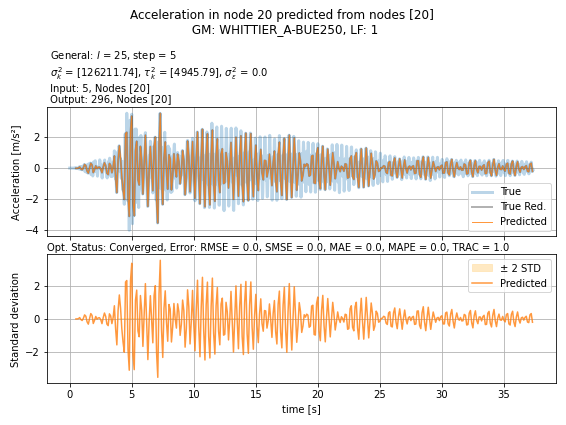 Acceleration in node 20 predicted from nodes [20]
GM: WHITTIER_A-BUE250, LF: 1
General: l = 25, step = 5
σ²ₖ = [126211.74], τ²ₖ = [4945.79], σ²ε = 0.0
Input: 5, Nodes [20]
Output: 296, Nodes [20]
Acceleration [m/s²]
2
0
−2
−4
True
True Red.
Predicted
Opt. Status: Converged, Error: RMSE = 0.0, SMSE = 0.0, MAE = 0.0, MAPE = 0.0, TRAC = 1.0
Standard deviation
2
0
−2
± 2 STD
Predicted
0 5 10 15 20 25 30 35
time [s]